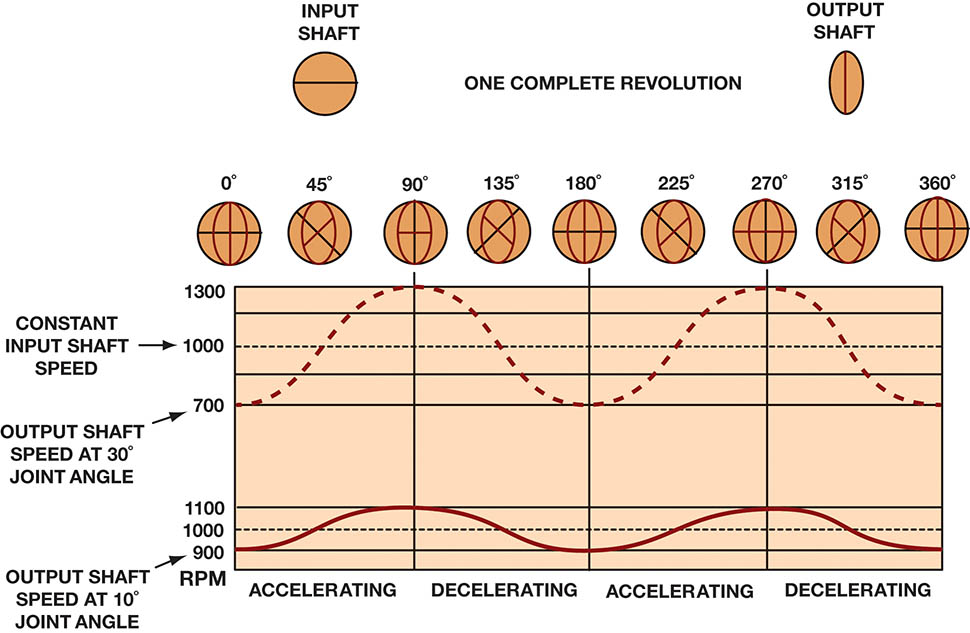 INPUT
SHAFT
OUTPUT
SHAFT
ONE COMPLETE REVOLUTION
0° 45° 90° 135° 180° 225° 270° 315° 360°
1300
CONSTANT
INPUT SHAFT
SPEED
1000
700
OUTPUT SHAFT
SPEED AT 30°
JOINT ANGLE
1100
1000
900
RPM
OUTPUT SHAFT
SPEED AT 10°
JOINT ANGLE
ACCELERATING DECELERATING ACCELERATING DECELERATING